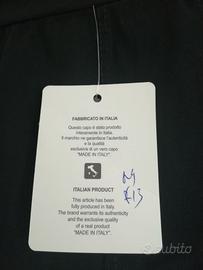 FABBRICATO IN ITALIA
Questo capo è stato prodotto
interamente in Italia.
Il marchio ne garantisce l'autenticità
e la qualità
esclusiva di un vero capo
"MADE IN ITALY".
ITALIAN PRODUCT
This article has been
fully produced in Italy.
The brand warrants its authenticity
and the exclusive quality
of a real product
"MADE IN ITALY"
subito